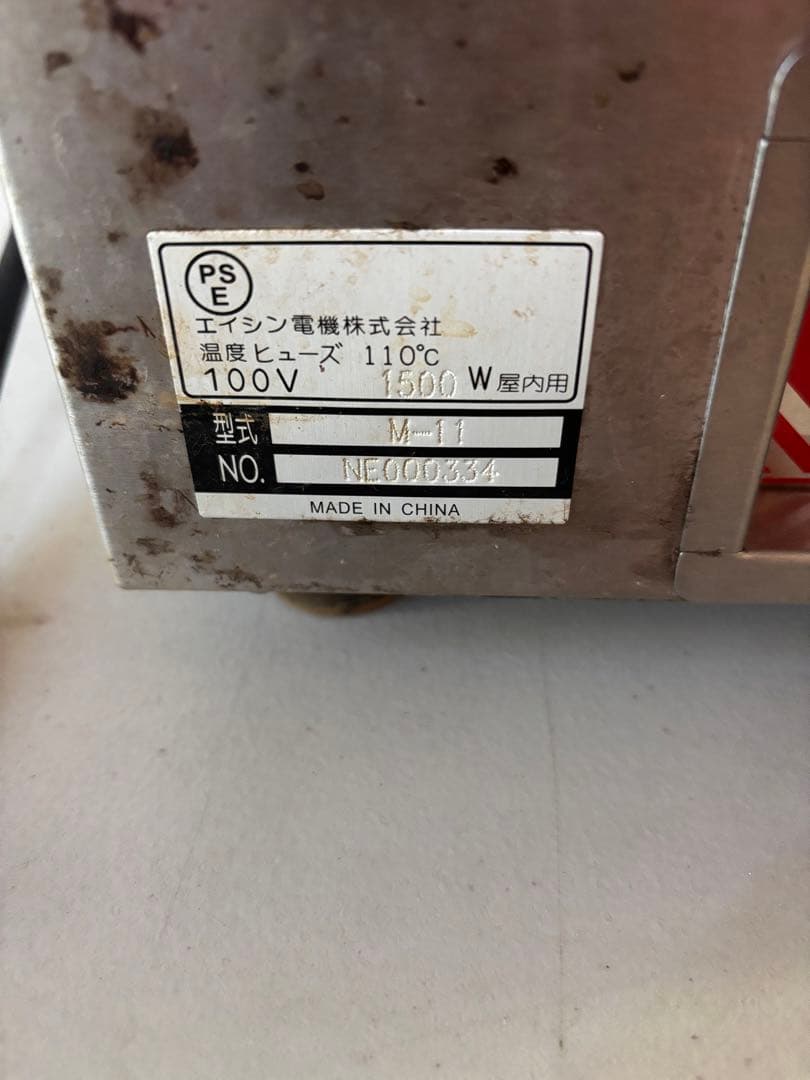 PS
E
エイシン電機株式会社
温度ヒューズ 110℃
100V 1500 W 屋内用
型式 M-11
NO. NE000334
MADE IN CHINA